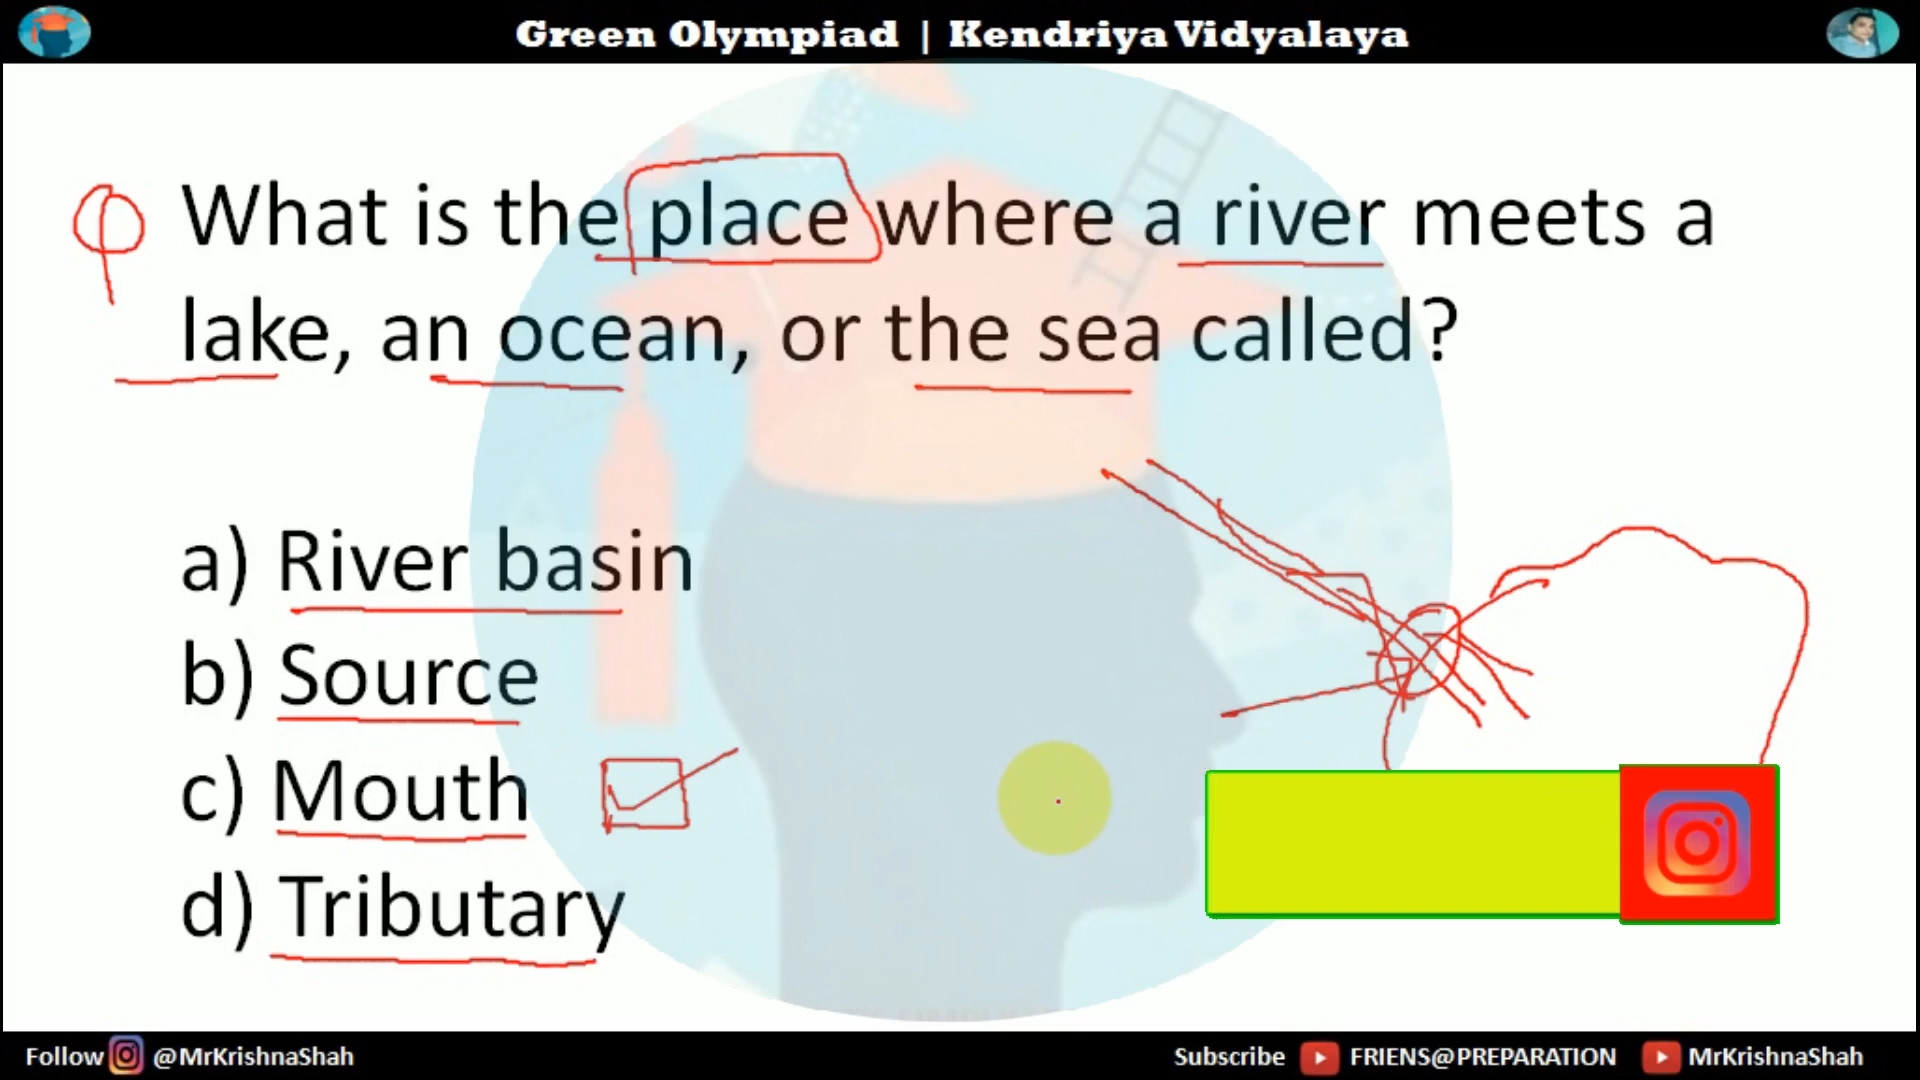 Green Olympiad | Kendriya Vidyalaya
Q What is the place where a river meets a
lake, an ocean, or the sea called?
a) River basin
b) Source
c) Mouth
d) Tributary
Follow @MrKrishnaShah
Subscribe FRIENS@PREPARATION MrKrishnaShah